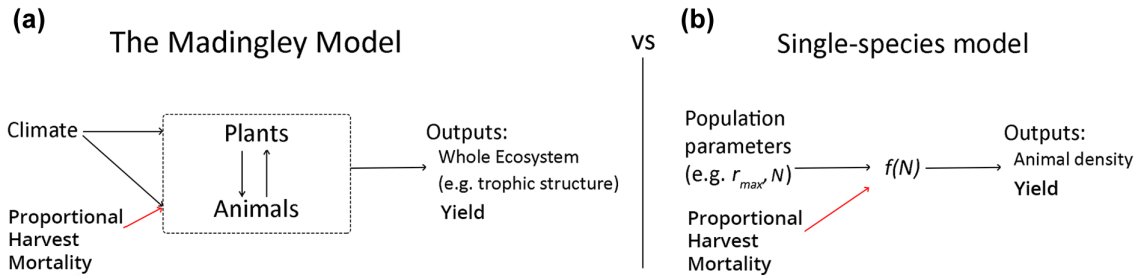 (a)
The Madingley Model
Climate
Plants
Animals
Proportional
Harvest
Mortality
Outputs:
Whole Ecosystem
(e.g. trophic structure)
Yield
vs
(b)
Single-species model
Population
parameters
(e.g. rmax, N)
f(N)
Proportional
Harvest
Mortality
Outputs:
Animal density
Yield